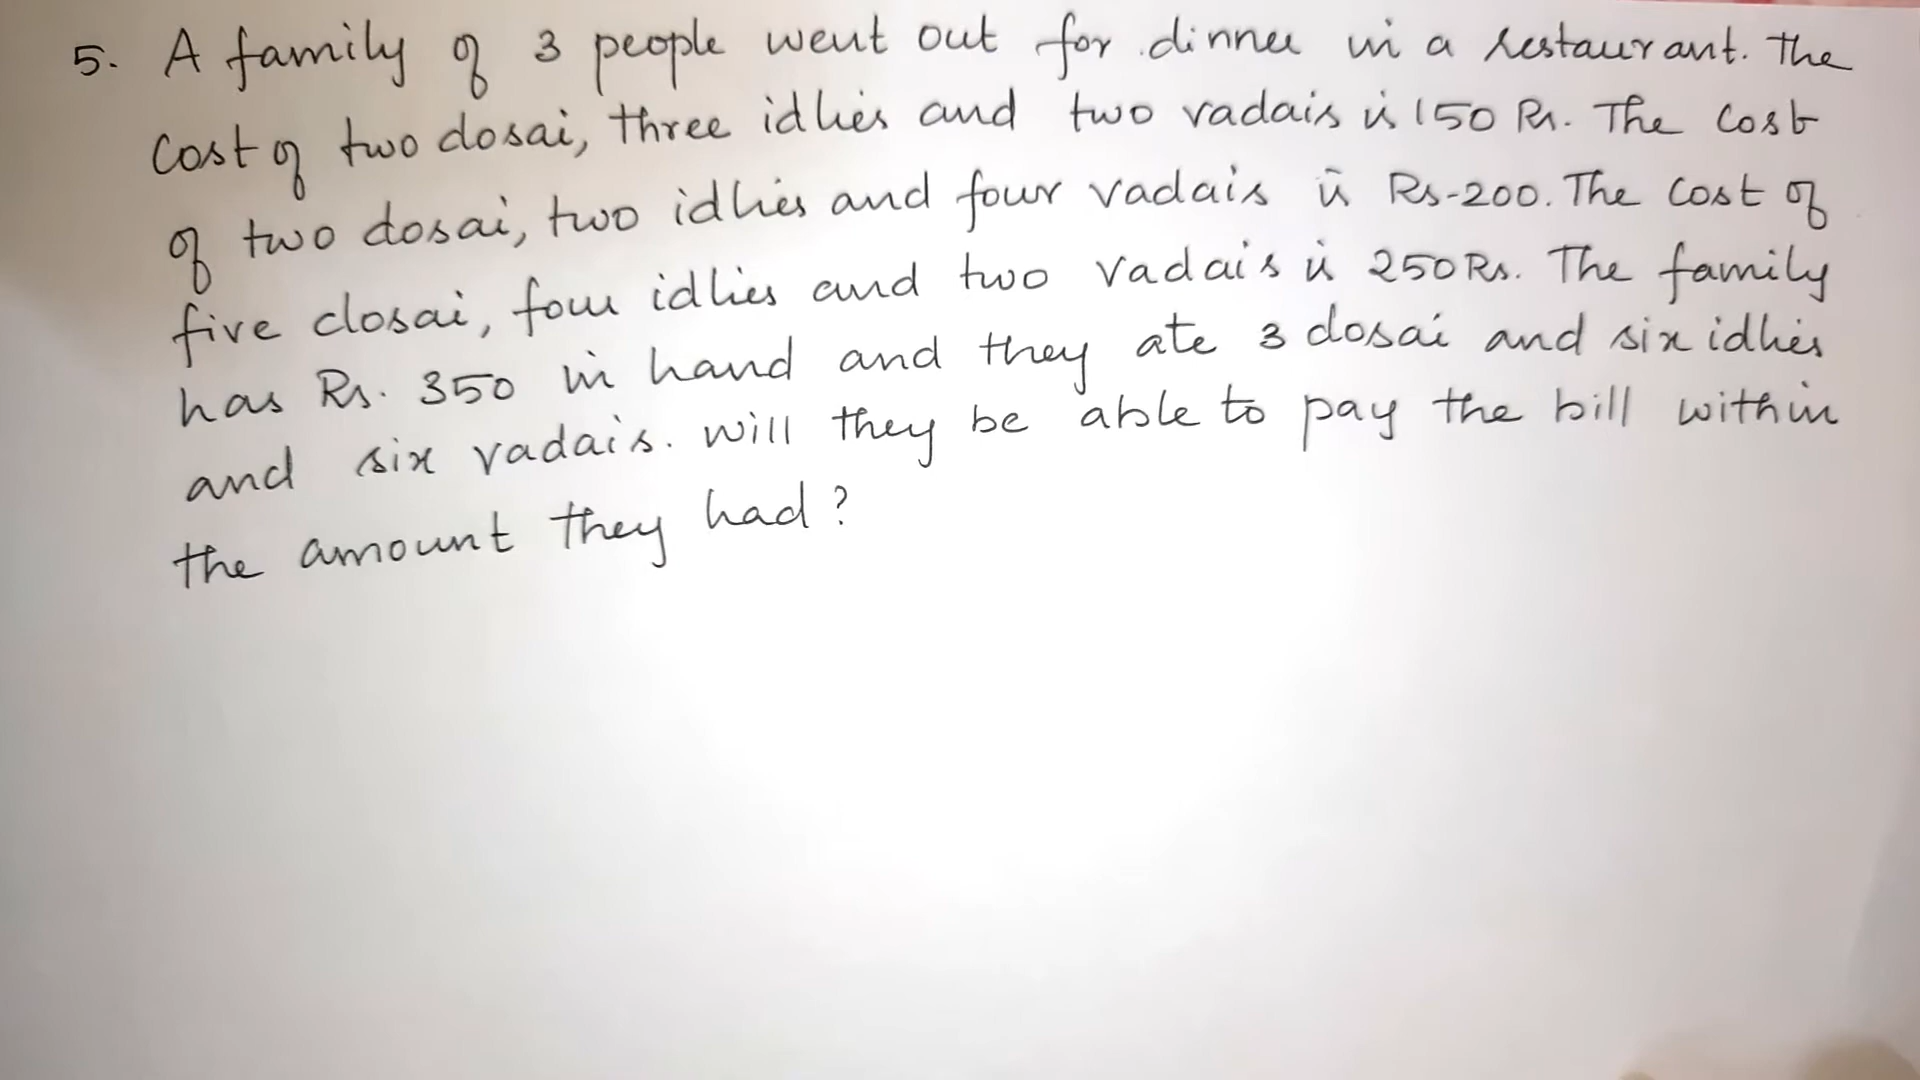 5. A family of 3 people went out for dinner in a restaurant. The
cost of two dosai, three idlies and two vadais is 150 Rs. The cost
of two dosai, two idlies and four vadais is Rs-200. The cost of
five dosai, four idlies and two vadais is 250 Rs. The family
has Rs. 350 in hand and they ate 3 dosai and six idlies
and six vadais. will they be able to pay the bill within
the amount they had?